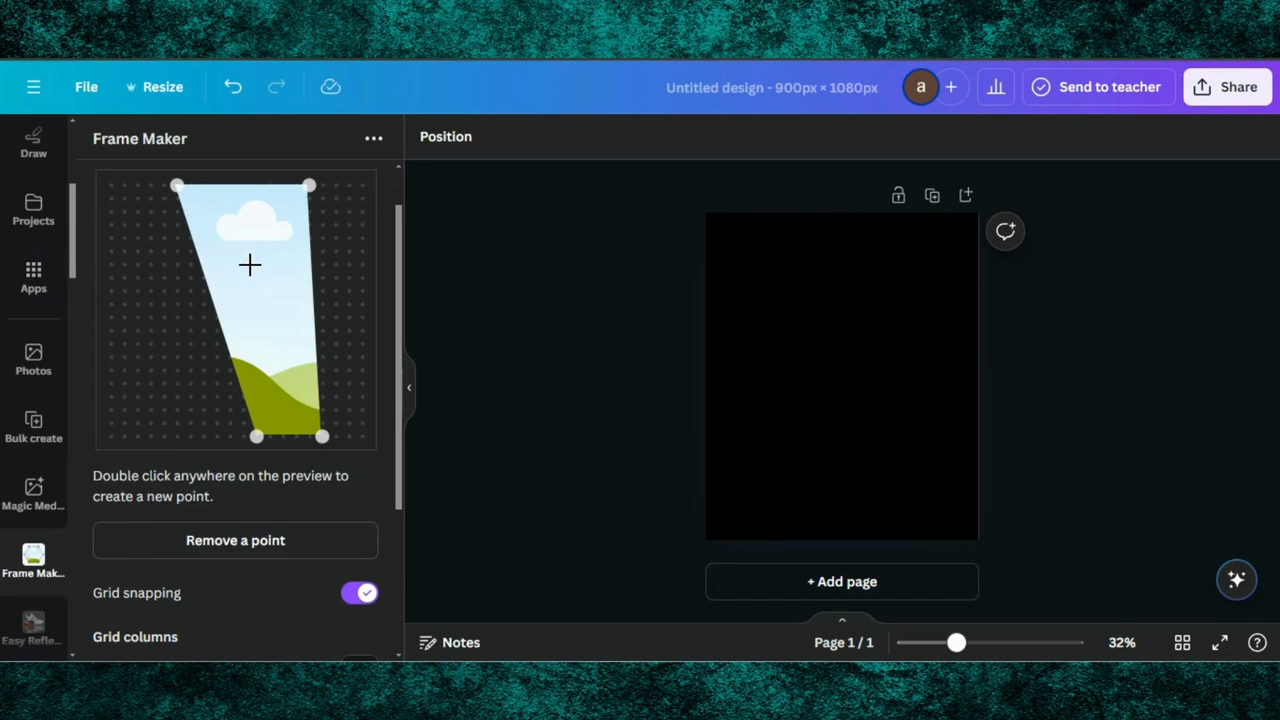 File
Resize
Untitled design - 900px × 1080px
a
Send to teacher
Share
Draw
Projects
Apps
Photos
Bulk create
Magic Med...
Frame Mak...
Easy Refle...
Frame Maker
Double click anywhere on the preview to
create a new point.
Remove a point
Grid snapping
Grid columns
Position
+ Add page
Notes
Page 1 / 1
32%